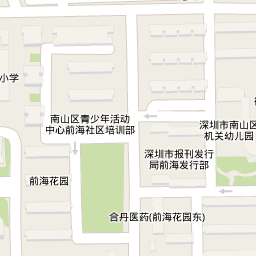 小学
南山区青少年活动
中心前海社区培训部
深圳市南山区
机关幼儿园
深圳市报刊发行
局前海发行部
前海花园
合丹医药(前海花园东)